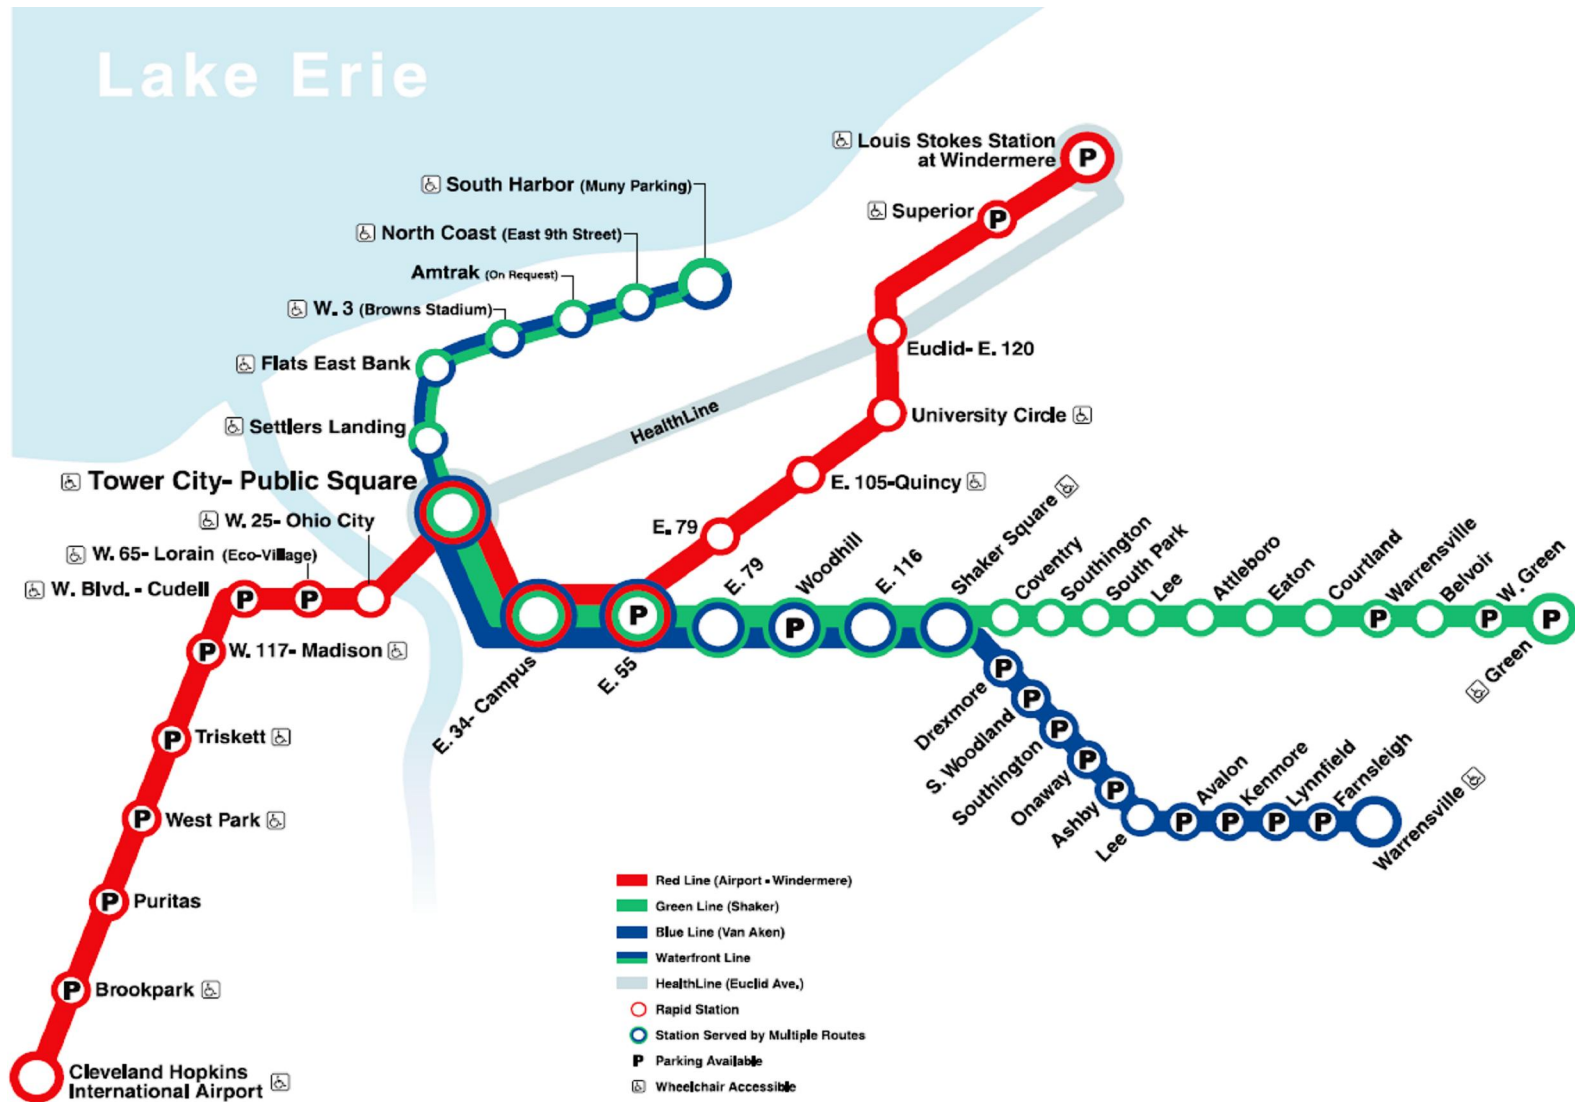 Lake Erie
Louis Stokes Station
at Windermere
P
South Harbor (Muny Parking)
Superior
P
North Coast (East 9th Street)
Amtrak (On Request)
W. 3 (Browns Stadium)
Euclid- E. 120
Flats East Bank
HealthLine
University Circle
Settlers Landing
Tower City- Public Square
E. 105-Quincy
W. 25- Ohio City
E. 79
W. 65- Lorain (Eco-Village)
W. Blvd. - Cudell
P
P
E. 34- Campus
E. 55
P
E. 79
Woodhill
P
E. 116
Shaker Square
Coventry
Southington
South Park
Lee
Attleboro
Eaton
Courtland
Warrensville
P
Belvoir
W. Green
P
Green
P
P
W. 117- Madison
Drexmore
P
S. Woodland
P
Southington
P
Onaway
P
Ashby
P
Lee
Avalon
P
Kenmore
P
Lynnfield
P
Farnsleigh
P
Warrensville
P
Triskett
P
West Park
P
Puritas
P
Brookpark
Cleveland Hopkins
International Airport
Red Line (Airport - Windermere)
Green Line (Shaker)
Blue Line (Van Aken)
Waterfront Line
HealthLine (Euclid Ave.)
Rapid Station
Station Served by Multiple Routes
P Parking Available
Wheelchair Accessible